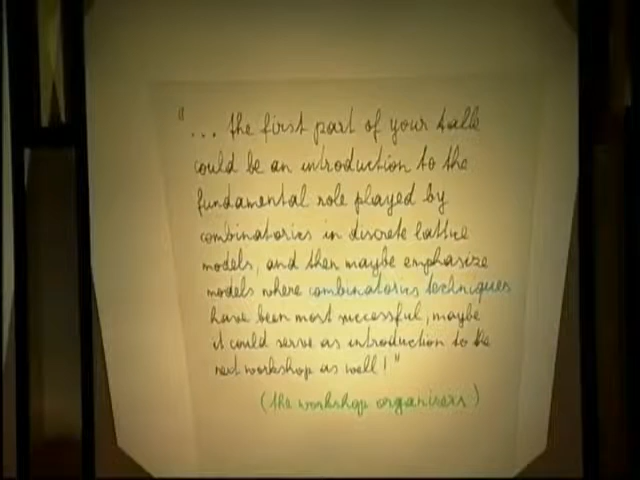 "... the first part of your talk
could be an introduction to the
fundamental role played by
combinatorics in discrete lattice
models, and then maybe emphasize
models where combinatorics techniques
have been most successful, maybe
it could serve as introduction to the
next workshop as well!"
(the workshop organisers)